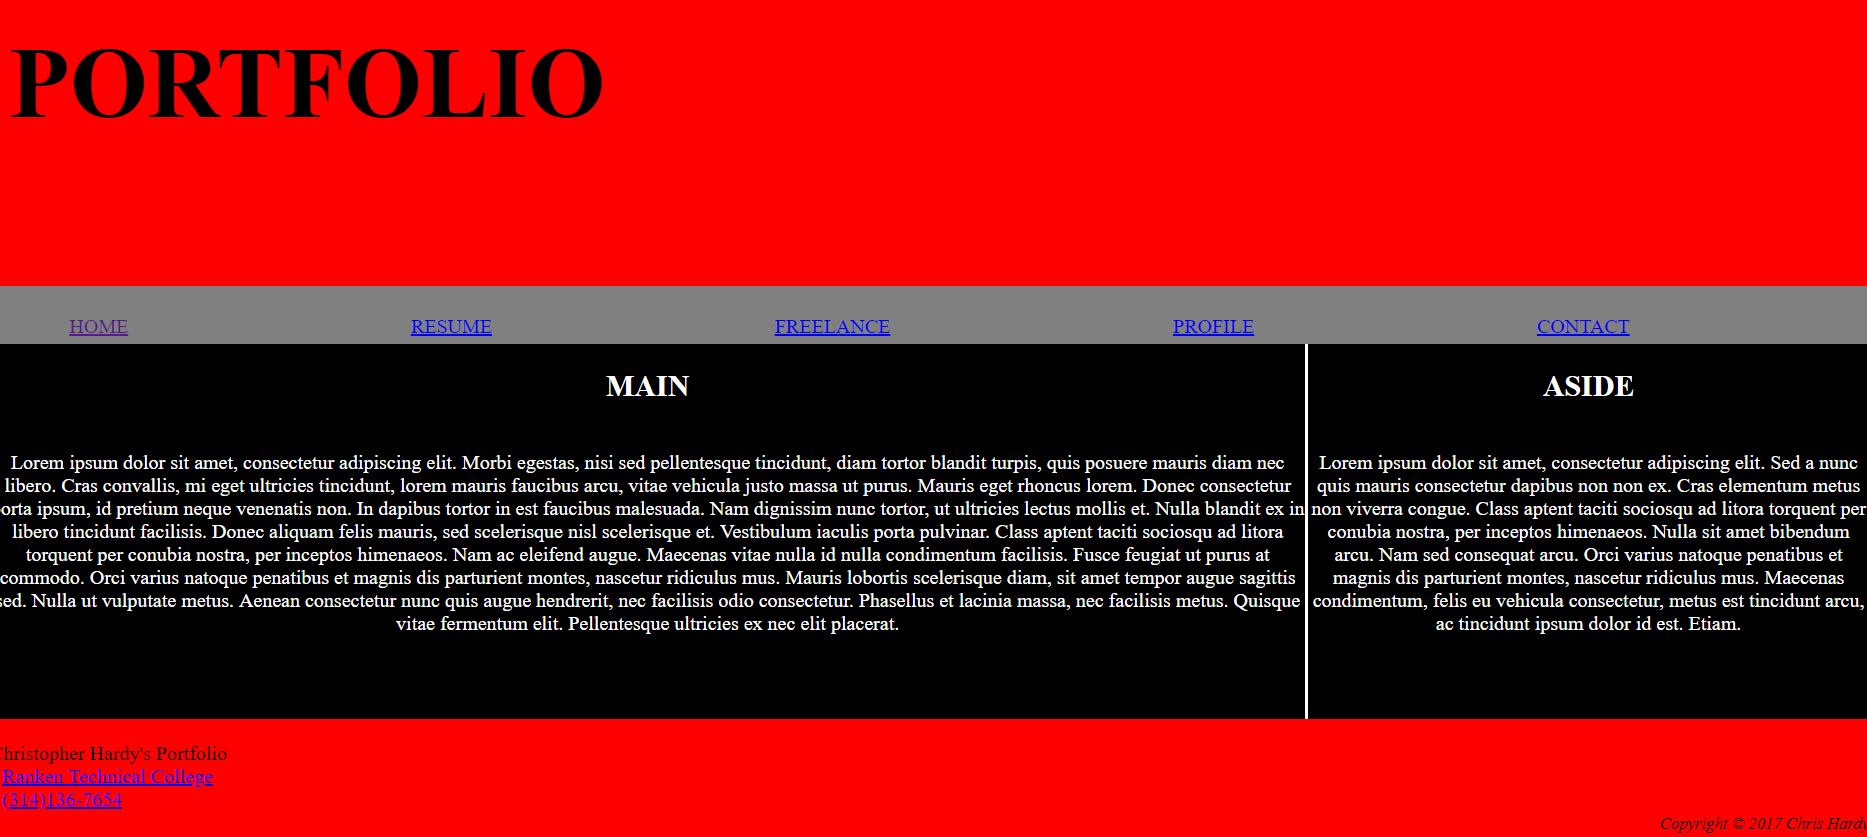 PORTFOLIO
HOME RESUME FREELANCE PROFILE CONTACT
MAIN
Lorem ipsum dolor sit amet, consectetur adipiscing elit. Morbi egestas, nisi sed pellentesque tincidunt, diam tortor blandit turpis, quis posuere mauris diam nec
libero. Cras convallis, mi eget ultricies tincidunt, lorem mauris faucibus arcu, vitae vehicula justo massa ut purus. Mauris eget rhoncus lorem. Donec consectetur
orta ipsum, id pretium neque venenatis non. In dapibus tortor in est faucibus malesuada. Nam dignissim nunc tortor, ut ultricies lectus mollis et. Nulla blandit ex in
libero tincidunt facilisis. Donec aliquam felis mauris, sed scelerisque nisl scelerisque et. Vestibulum iaculis porta pulvinar. Class aptent taciti sociosqu ad litora
torquent per conubia nostra, per inceptos himenaeos. Nam ac eleifend augue. Maecenas vitae nulla id nulla condimentum facilisis. Fusce feugiat ut purus at
commodo. Orci varius natoque penatibus et magnis dis parturient montes, nascetur ridiculus mus. Mauris lobortis scelerisque diam, sit amet tempor augue sagittis
sed. Nulla ut vulputate metus. Aenean consectetur nunc quis augue hendrerit, nec facilisis odio consectetur. Phasellus et lacinia massa, nec facilisis metus. Quisque
vitae fermentum elit. Pellentesque ultricies ex nec elit placerat.
ASIDE
Lorem ipsum dolor sit amet, consectetur adipiscing elit. Sed a nunc
quis mauris consectetur dapibus non non ex. Cras elementum metus
non viverra congue. Class aptent taciti sociosqu ad litora torquent per
conubia nostra, per inceptos himenaeos. Nulla sit amet bibendum
arcu. Nam sed consequat arcu. Orci varius natoque penatibus et
magnis dis parturient montes, nascetur ridiculus mus. Maecenas
condimentum, felis eu vehicula consectetur, metus est tincidunt arcu,
ac tincidunt ipsum dolor id est. Etiam.
Christopher Hardy's Portfolio
Ranken Technical College
(314)136-7654
Copyright © 2017 Chris Hardy